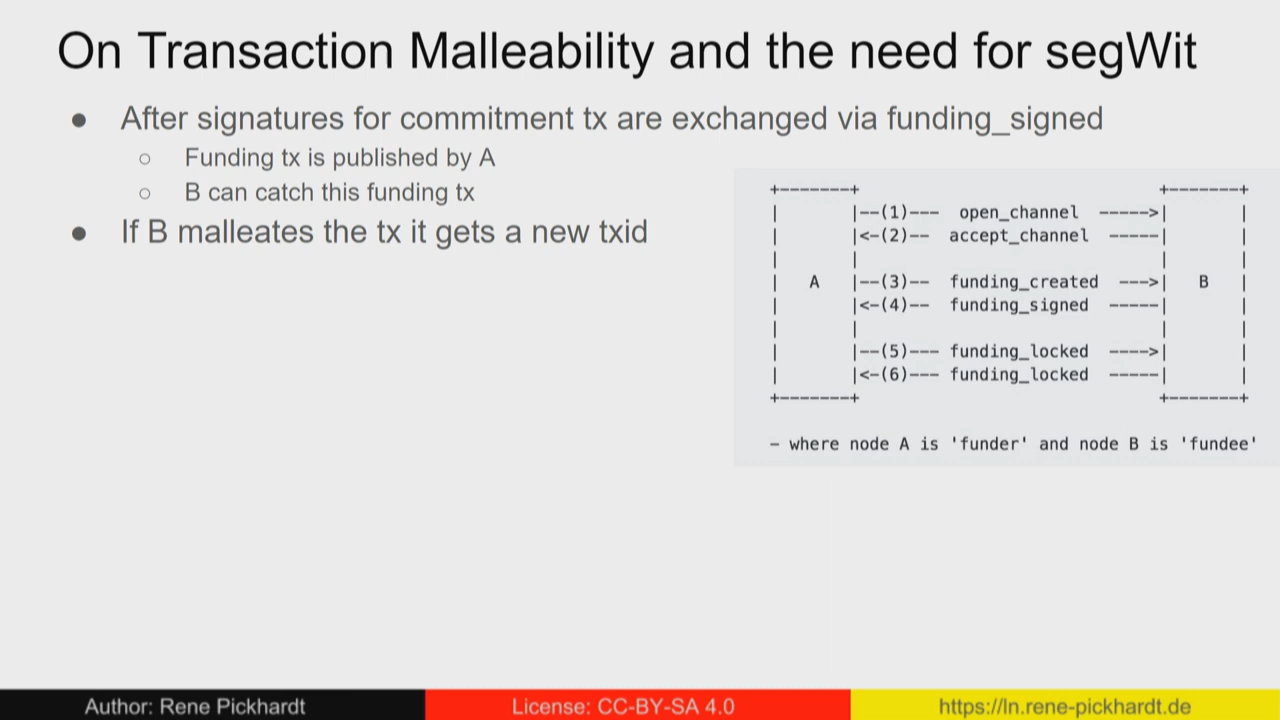 On Transaction Malleability and the need for segWit
● After signatures for commitment tx are exchanged via funding_signed
○ Funding tx is published by A
○ B can catch this funding tx
● If B malleates the tx it gets a new txid
+-------+                              +-------+
|       |--(1)---  open_channel  ----->|       |
|       |<-(2)--  accept_channel  -----|       |
|       |                              |       |
|   A   |--(3)--  funding_created  --->|   B   |
|       |<-(4)--  funding_signed  -----|       |
|       |                              |       |
|       |--(5)--- funding_locked  ---->|       |
|       |<-(6)--- funding_locked  -----|       |
+-------+                              +-------+
- where node A is 'funder' and node B is 'fundee'
Author: Rene Pickhardt
License: CC-BY-SA 4.0
https://ln.rene-pickhardt.de